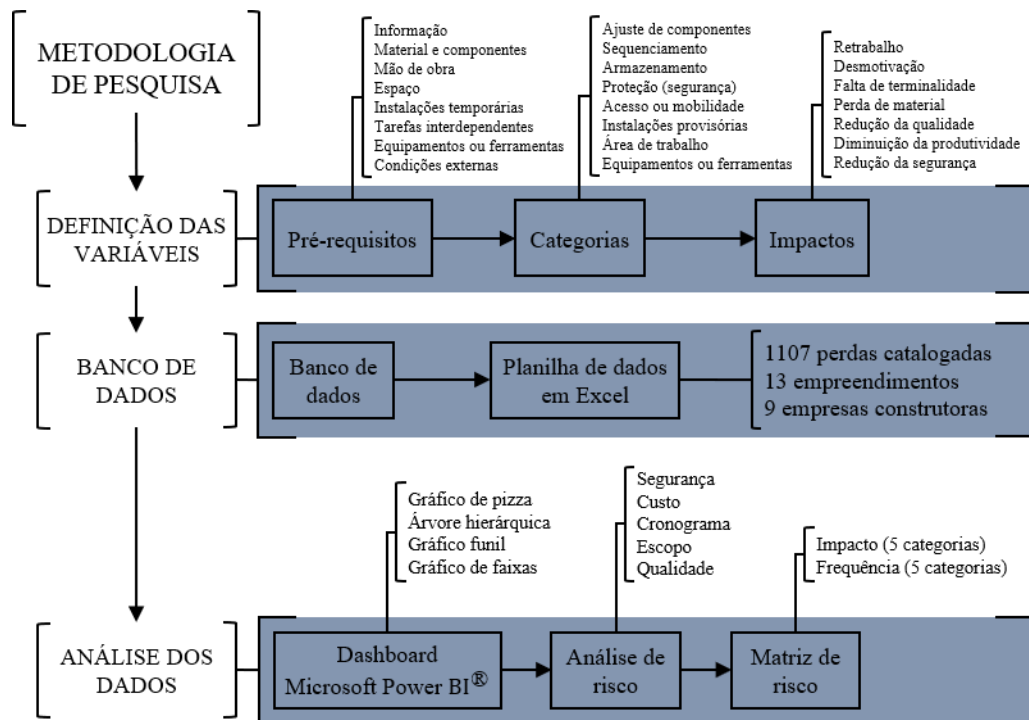 METODOLOGIA
DE PESQUISA
Informação
Material e componentes
Mão de obra
Espaço
Instalações temporárias
Tarefas interdependentes
Equipamentos ou ferramentas
Condições externas
Ajuste de componentes
Sequenciamento
Armazenamento
Proteção (segurança)
Acesso ou mobilidade
Instalações provisórias
Área de trabalho
Equipamentos ou ferramentas
Retrabalho
Desmotivação
Falta de terminalidade
Perda de material
Redução da qualidade
Diminuição da produtividade
Redução da segurança
DEFINIÇÃO DAS
VARIÁVEIS
Pré-requisitos
Categorias
Impactos
BANCO DE
DADOS
Banco de
dados
Planilha de dados
em Excel
1107 perdas catalogadas
13 empreendimentos
9 empresas construtoras
Gráfico de pizza
Árvore hierárquica
Gráfico funil
Gráfico de faixas
Segurança
Custo
Cronograma
Escopo
Qualidade
Impacto (5 categorias)
Frequência (5 categorias)
ANÁLISE DOS
DADOS
Dashboard
Microsoft Power BI®
Análise de
risco
Matriz de
risco